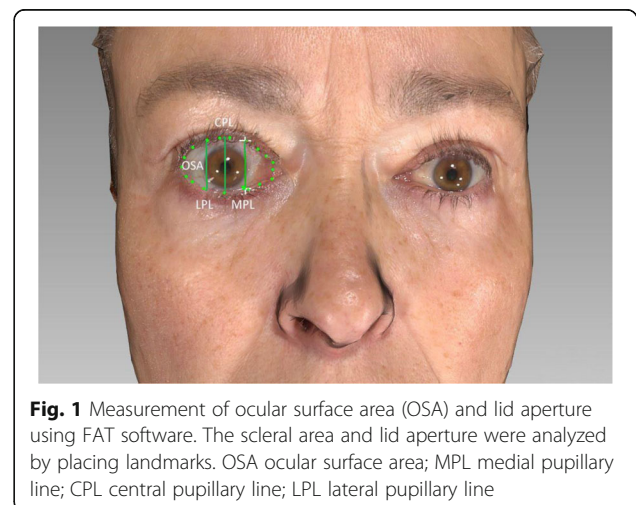 CPL
OSA
LPL MPL
Fig. 1 Measurement of ocular surface area (OSA) and lid aperture
using FAT software. The scleral area and lid aperture were analyzed
by placing landmarks. OSA ocular surface area; MPL medial pupillary
line; CPL central pupillary line; LPL lateral pupillary line